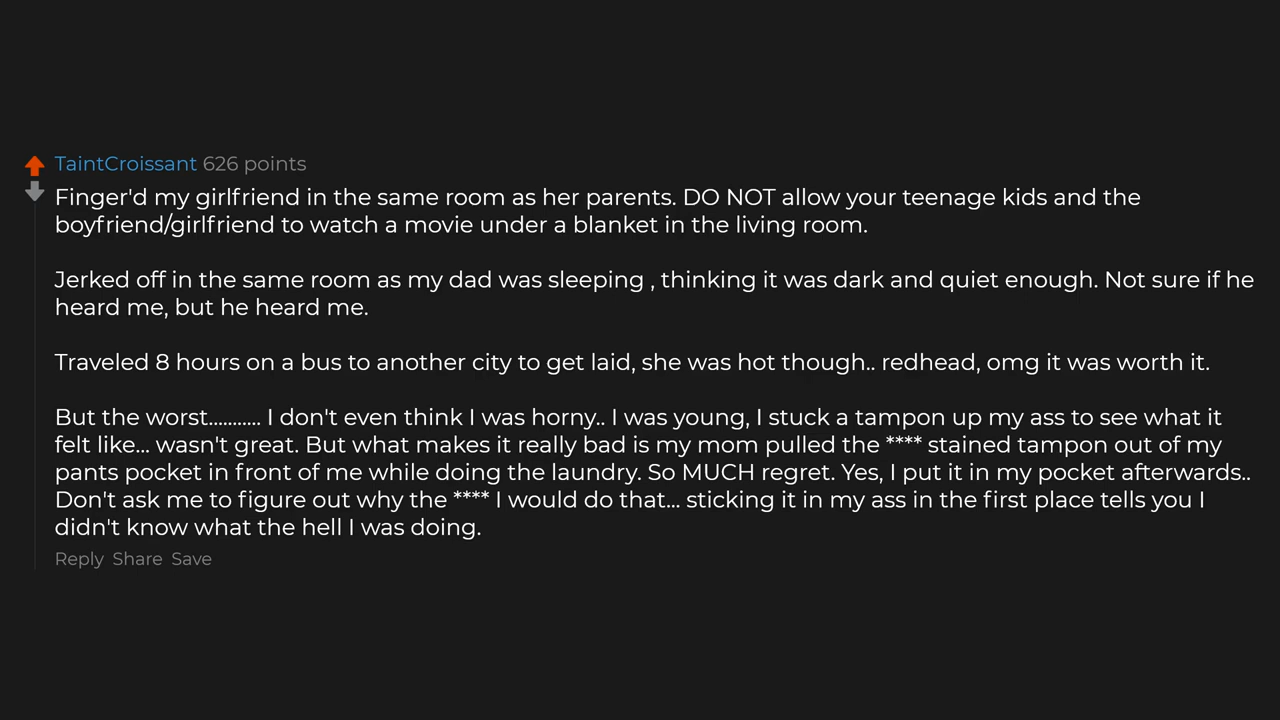 TaintCroissant 626 points
Finger'd my girlfriend in the same room as her parents. DO NOT allow your teenage kids and the
boyfriend/girlfriend to watch a movie under a blanket in the living room.
Jerked off in the same room as my dad was sleeping , thinking it was dark and quiet enough. Not sure if he
heard me, but he heard me.
Traveled 8 hours on a bus to another city to get laid, she was hot though.. redhead, omg it was worth it.
But the worst.......... I don't even think I was horny.. I was young, I stuck a tampon up my ass to see what it
felt like... wasn't great. But what makes it really bad is my mom pulled the **** stained tampon out of my
pants pocket in front of me while doing the laundry. So MUCH regret. Yes, I put it in my pocket afterwards..
Don't ask me to figure out why the **** I would do that... sticking it in my ass in the first place tells you I
didn't know what the hell I was doing.
Reply Share Save